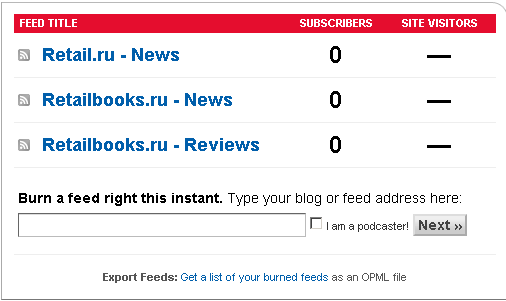 FEED TITLE SUBSCRIBERS SITE VISITORS
Retail.ru - News 0 —
Retailbooks.ru - News 0 —
Retailbooks.ru - Reviews 0 —
Burn a feed right this instant. Type your blog or feed address here:
I am a podcaster! Next »
Export Feeds: Get a list of your burned feeds as an OPML file